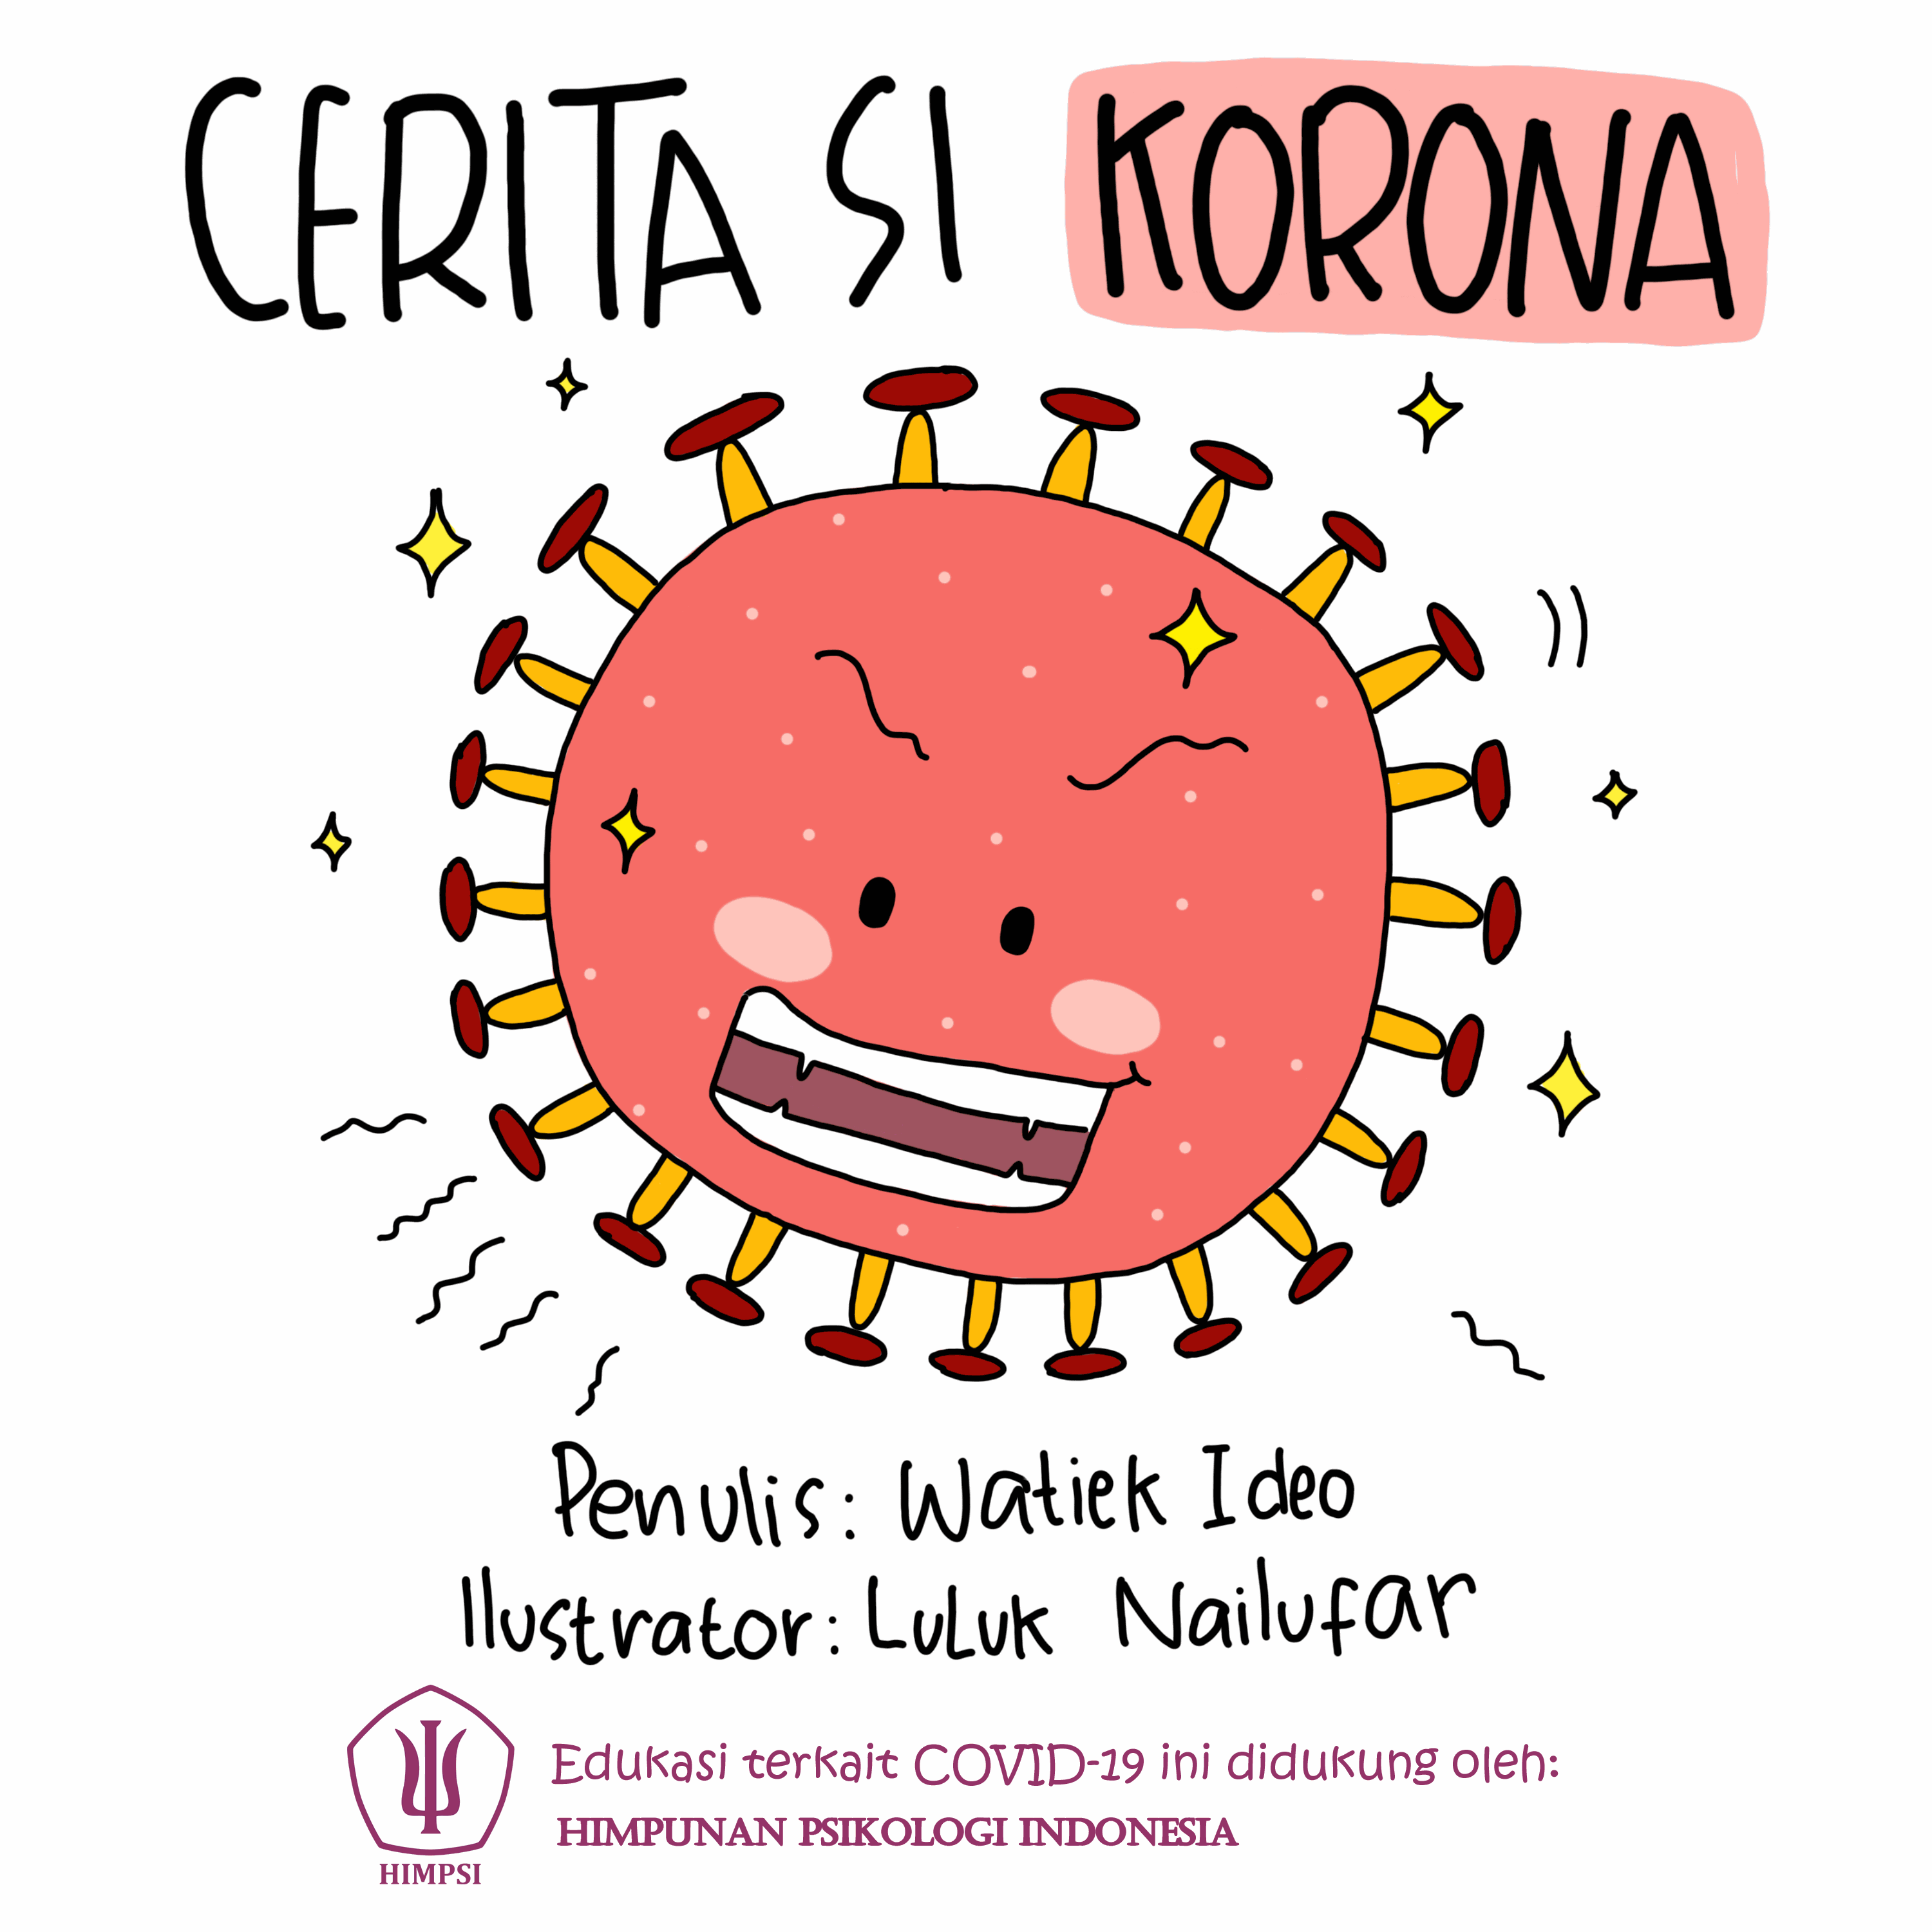 CERITA SI KORONA
Penulis: Watiek Ideo
Ilustrator: Luluk Nailufar
Edukasi terkait COVID-19 ini didukung oleh:
HIMPUNAN PSIKOLOGI INDONESIA
HIMPSI